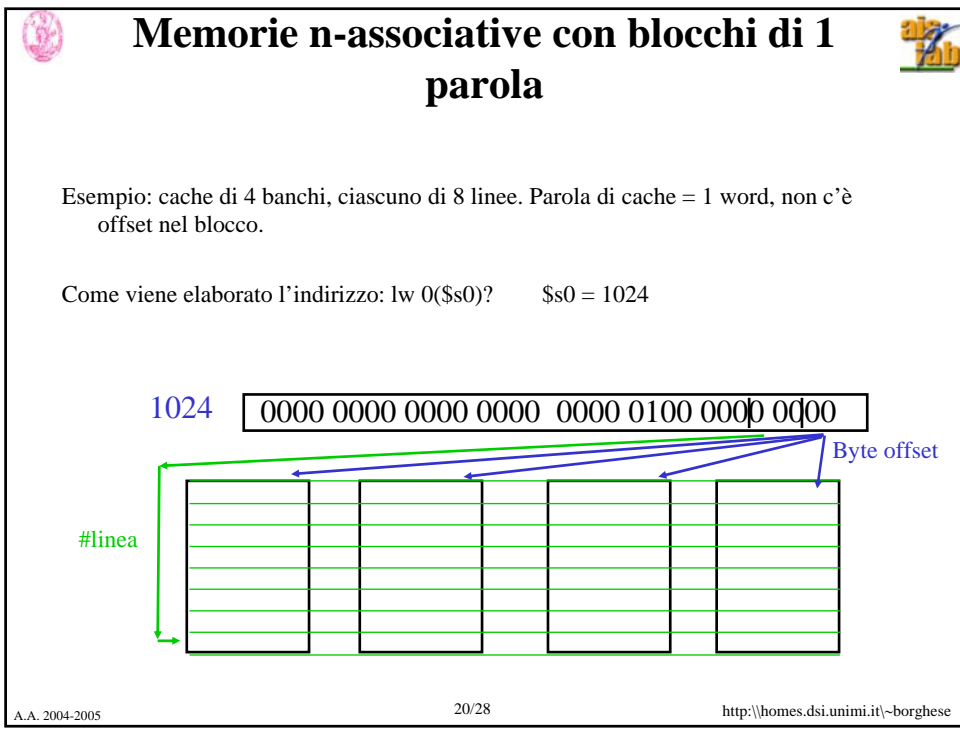 Memorie n-associative con blocchi di 1
parola
Esempio: cache di 4 banchi, ciascuno di 8 linee. Parola di cache = 1 word, non c’è
offset nel blocco.
Come viene elaborato l’indirizzo: lw 0($s0)? $s0 = 1024
1024 0000 0000 0000 0000 0000 0100 0000 0000
Byte offset
#linea
A.A. 2004-2005 20/28 http:\\homes.dsi.unimi.it\~borghese